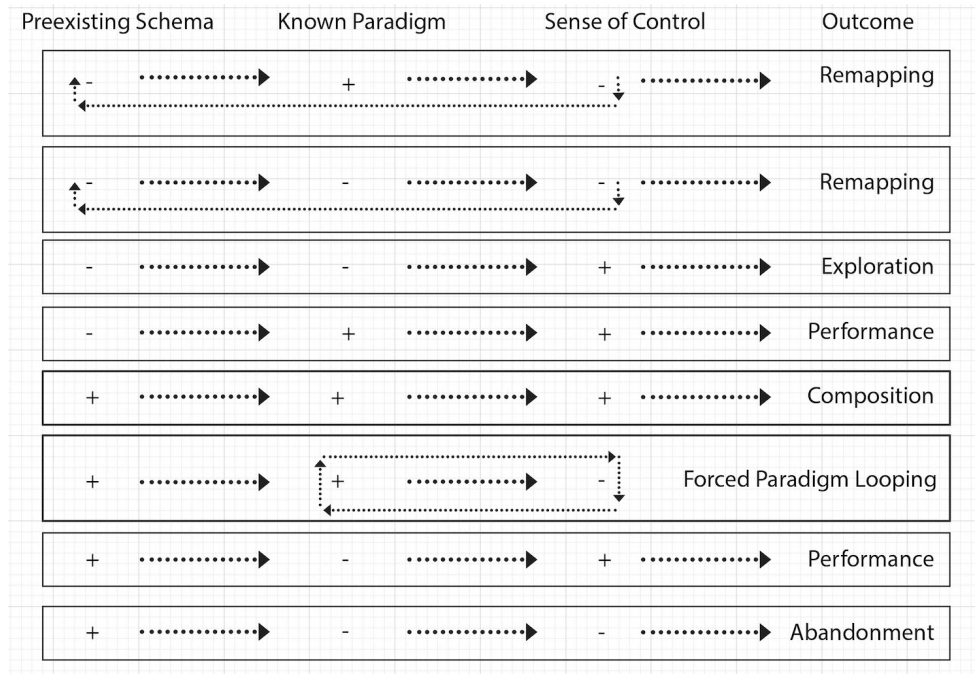 Preexisting Schema Known Paradigm Sense of Control Outcome
- + - Remapping
- - - Remapping
- - + Exploration
- + + Performance
+ + + Composition
+ + - Forced Paradigm Looping
+ - + Performance
+ - - Abandonment